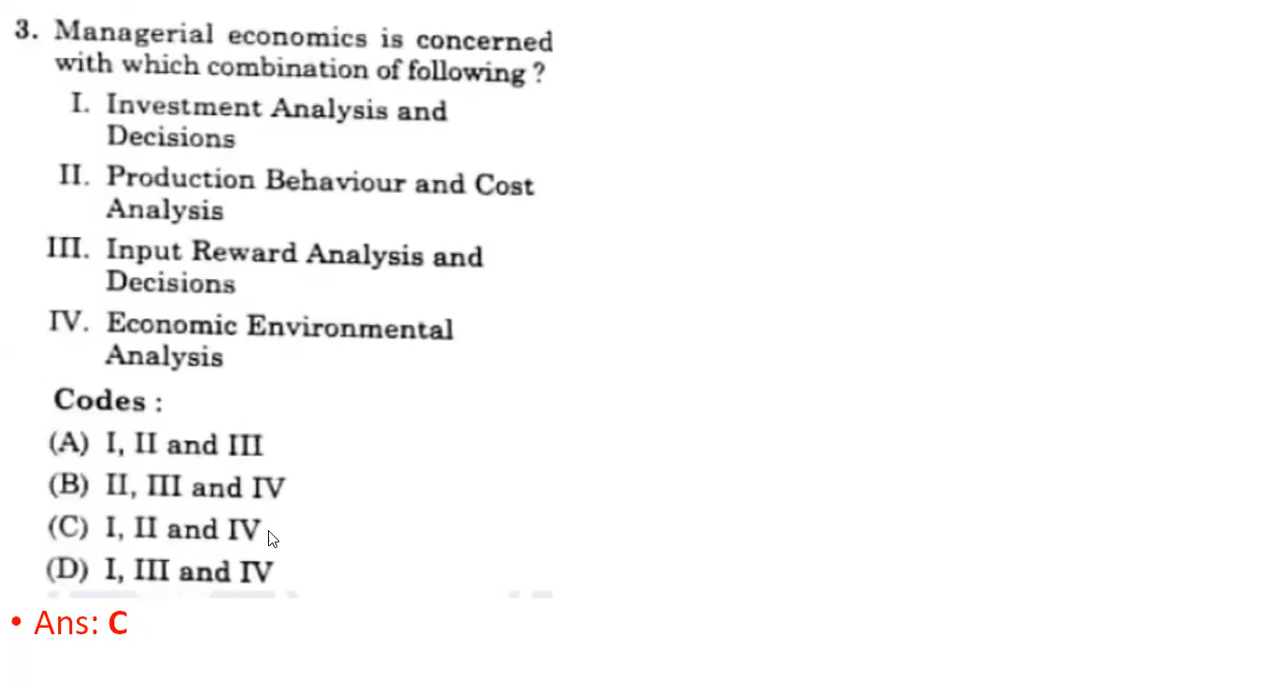 3. Managerial economics is concerned
with which combination of following ?
I. Investment Analysis and
Decisions
II. Production Behaviour and Cost
Analysis
III. Input Reward Analysis and
Decisions
IV. Economic Environmental
Analysis
Codes :
(A) I, II and III
(B) II, III and IV
(C) I, II and IV
(D) I, III and IV
• Ans: C